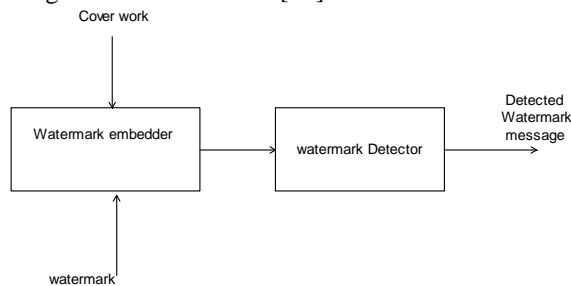 Cover work
Watermark embedder
watermark Detector
Detected
Watermark
message
watermark